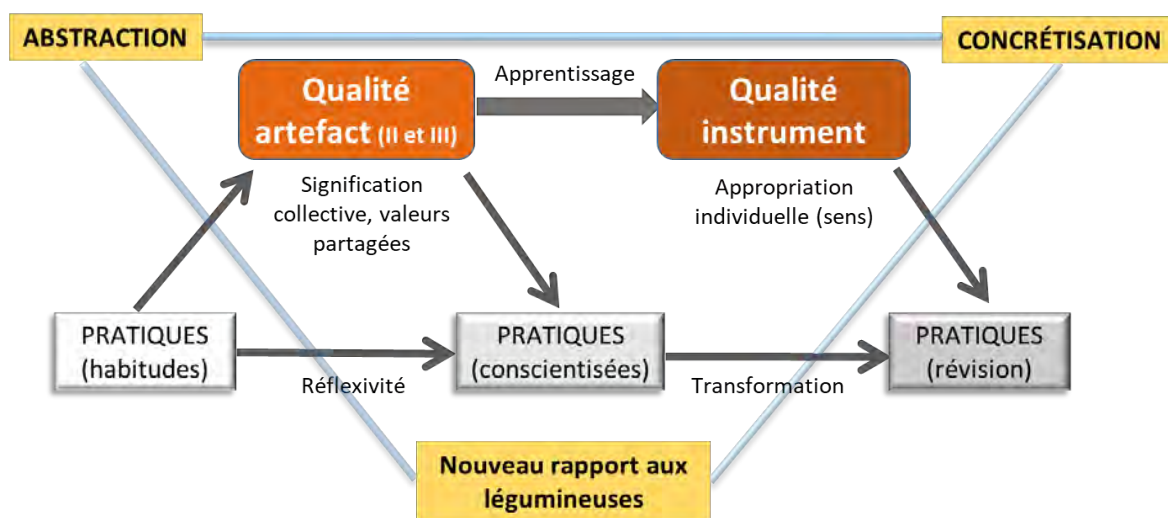 ABSTRACTION
CONCRÉTISATION
Qualité
artefact (II et III)
Apprentissage
Qualité
instrument
Signification
collective, valeurs
partagées
Appropriation
individuelle (sens)
PRATIQUES
(habitudes)
Réflexivité
PRATIQUES
(conscientisées)
Transformation
PRATIQUES
(révision)
Nouveau rapport aux
légumineuses